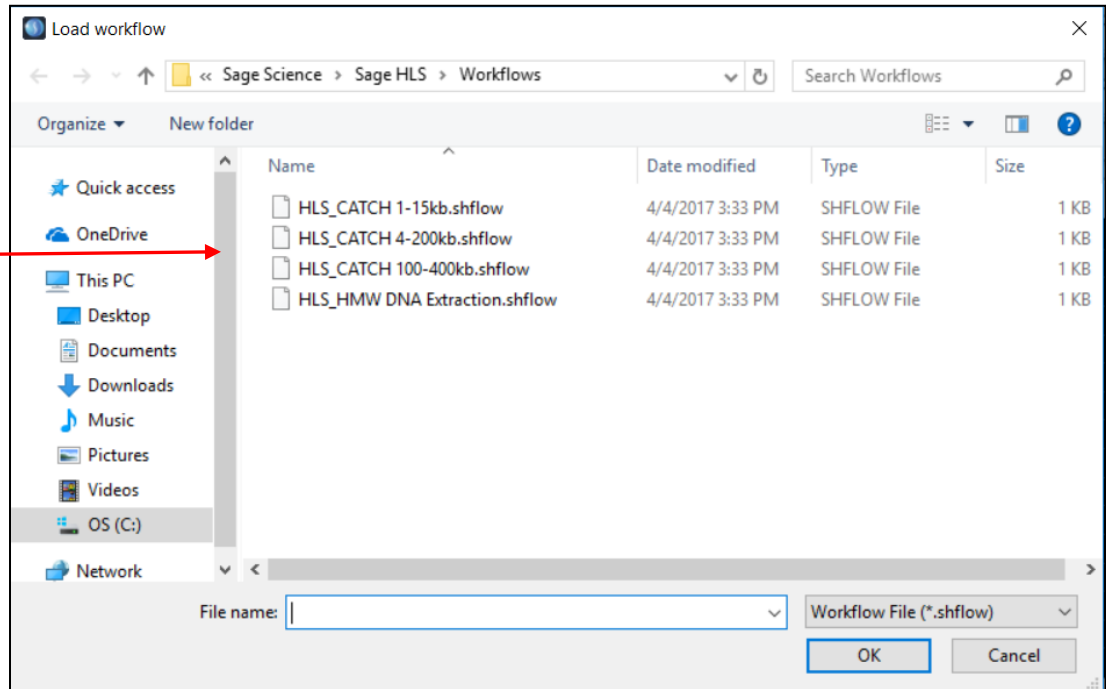 Load workflow
« Sage Science > Sage HLS > Workflows
Search Workflows
Organize
New folder
Name Date modified Type Size
Quick access
OneDrive
This PC
Desktop
Documents
Downloads
Music
Pictures
Videos
OS (C:)
Network
HLS_CATCH 1-15kb.shflow 4/4/2017 3:33 PM SHFLOW File 1 KB
HLS_CATCH 4-200kb.shflow 4/4/2017 3:33 PM SHFLOW File 1 KB
HLS_CATCH 100-400kb.shflow 4/4/2017 3:33 PM SHFLOW File 1 KB
HLS_HMW DNA Extraction.shflow 4/4/2017 3:33 PM SHFLOW File 1 KB
File name:
Workflow File (*.shflow)
OK Cancel